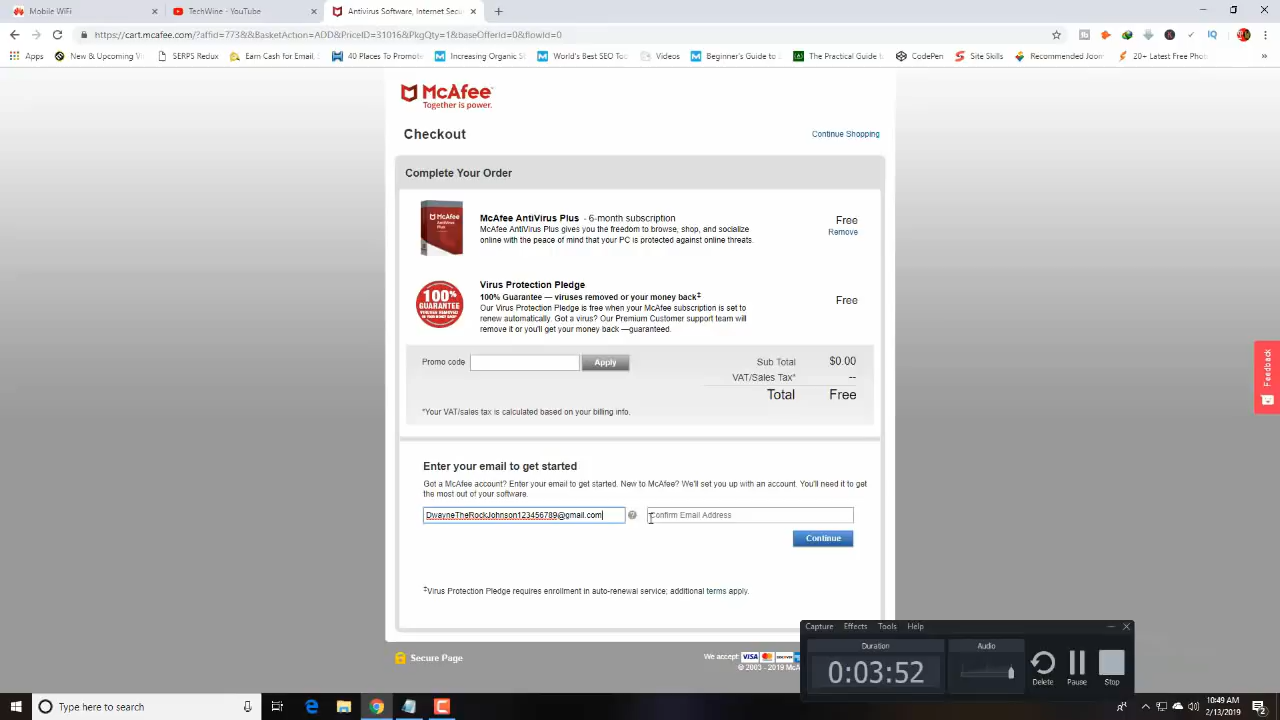 Mobile WiFi
TechWine - YouTube
Antivirus Software, Internet Secu
https://cart.mcafee.com/?affid=773&&BasketAction=ADD&PriceID=31016&PkgQty=1&baseOfferId=0&flowId=0
Apps
New & Upcoming V
SERPS Redux
Earn Cash for Email
40 Places To Promote
Increasing Organic
World's Best SEO Too
Videos
Beginner's Guide to
The Practical Guide
CodePen
Site Skills
Recommended Joom
20+ Latest Free Phot
McAfee
Together is power.
Checkout
Continue Shopping
Complete Your Order
McAfee AntiVirus Plus - 6-month subscription
Free
McAfee AntiVirus Plus gives you the freedom to browse, shop, and socialize
Remove
online with the peace of mind that your PC is protected against online threats.
McAfee
AntiVirus
Plus
Virus Protection Pledge
100% Guarantee — viruses removed or your money back‡
Free
Our Virus Protection Pledge is free when your McAfee subscription is set to
renew automatically. Got a virus? Our Premium Customer support team will
remove it or you'll get your money back —guaranteed.
100%
GUARANTEE
Promo code
Apply
Sub Total
$0.00
VAT/Sales Tax*
--
Total
Free
*Your VAT/sales tax is calculated based on your billing info.
Enter your email to get started
Got a McAfee account? Enter your email to get started. New to McAfee? We'll set you up with an account. You'll need it to get
the most out of your software.
DwayneTheRockJohnson123456789@gmail.com
Confirm Email Address
Continue
‡Virus Protection Pledge requires enrollment in auto-renewal service; additional terms apply.
Feedback
Secure Page
We accept:
VISA
© 2003 - 2019 McA
Capture Effects Tools Help
Duration
Audio
0:03:52
Delete
Pause
Stop
Type here to search
10:49 AM
2/13/2019